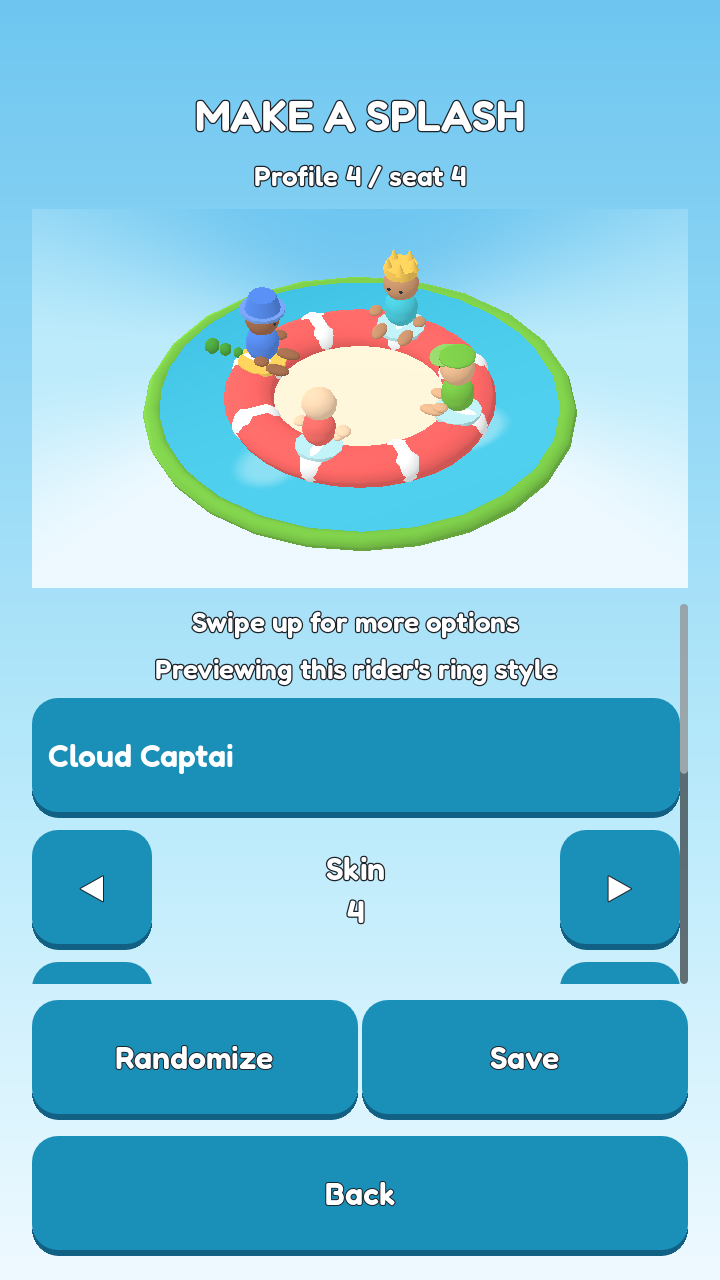 MAKE A SPLASH
Profile 4 / seat 4
Swipe up for more options
Previewing this rider's ring style
Cloud Captai
Skin
4
Randomize
Save
Back